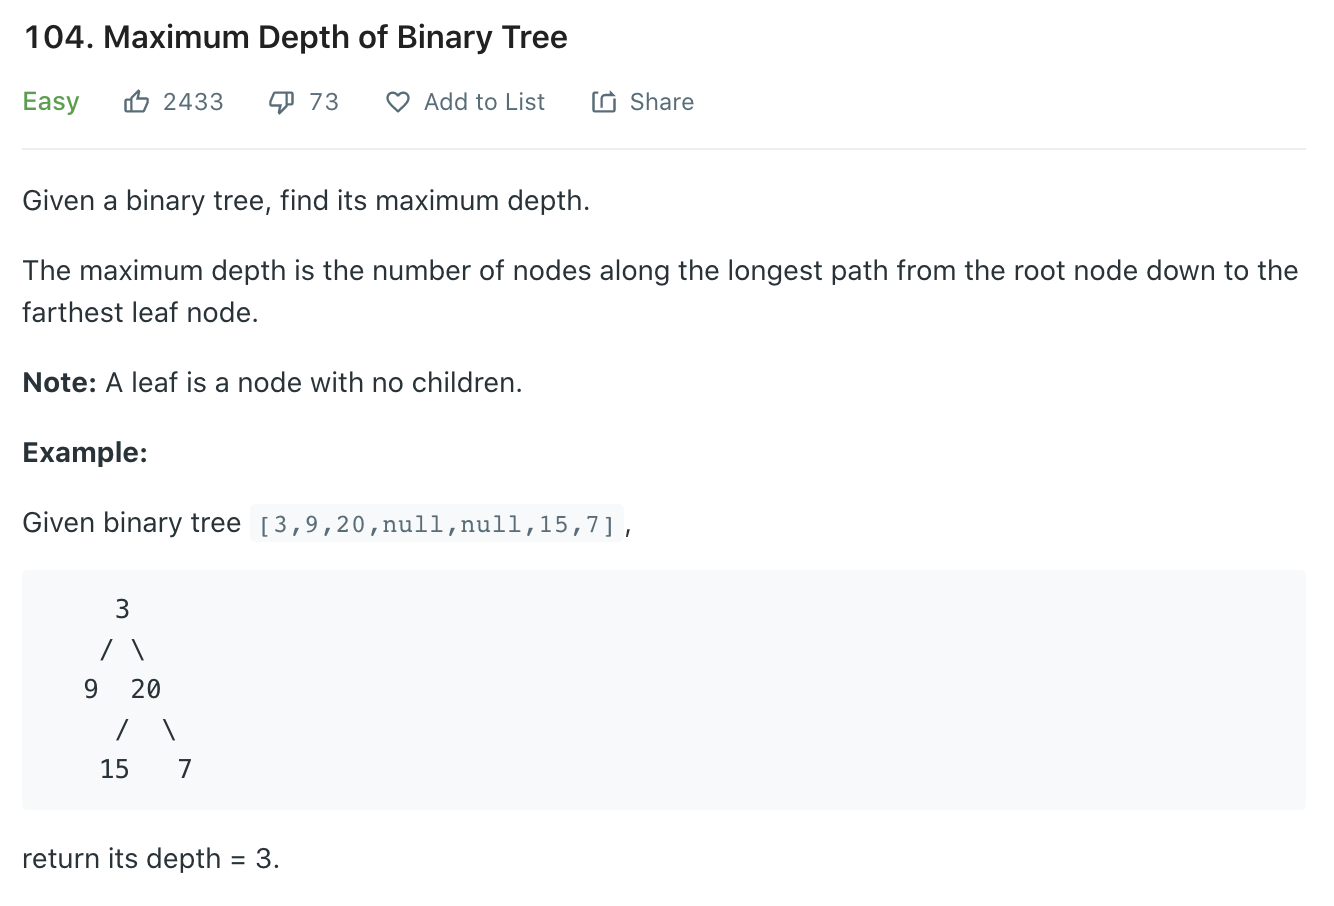 104. Maximum Depth of Binary Tree
Easy 2433 73 Add to List Share
Given a binary tree, find its maximum depth.
The maximum depth is the number of nodes along the longest path from the root node down to the
farthest leaf node.
Note: A leaf is a node with no children.
Example:
Given binary tree [3,9,20,null,null,15,7],
    3
   / \
  9  20
    /  \
   15   7
return its depth = 3.